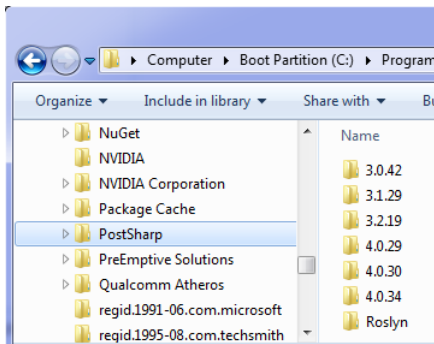 Computer Boot Partition (C:) Program
Organize Include in library Share with
NuGet
NVIDIA
NVIDIA Corporation
Package Cache
PostSharp
PreEmptive Solutions
Qualcomm Atheros
regid.1991-06.com.microsoft
regid.1995-08.com.techsmith
Name
3.0.42
3.1.29
3.2.19
4.0.29
4.0.30
4.0.34
Roslyn